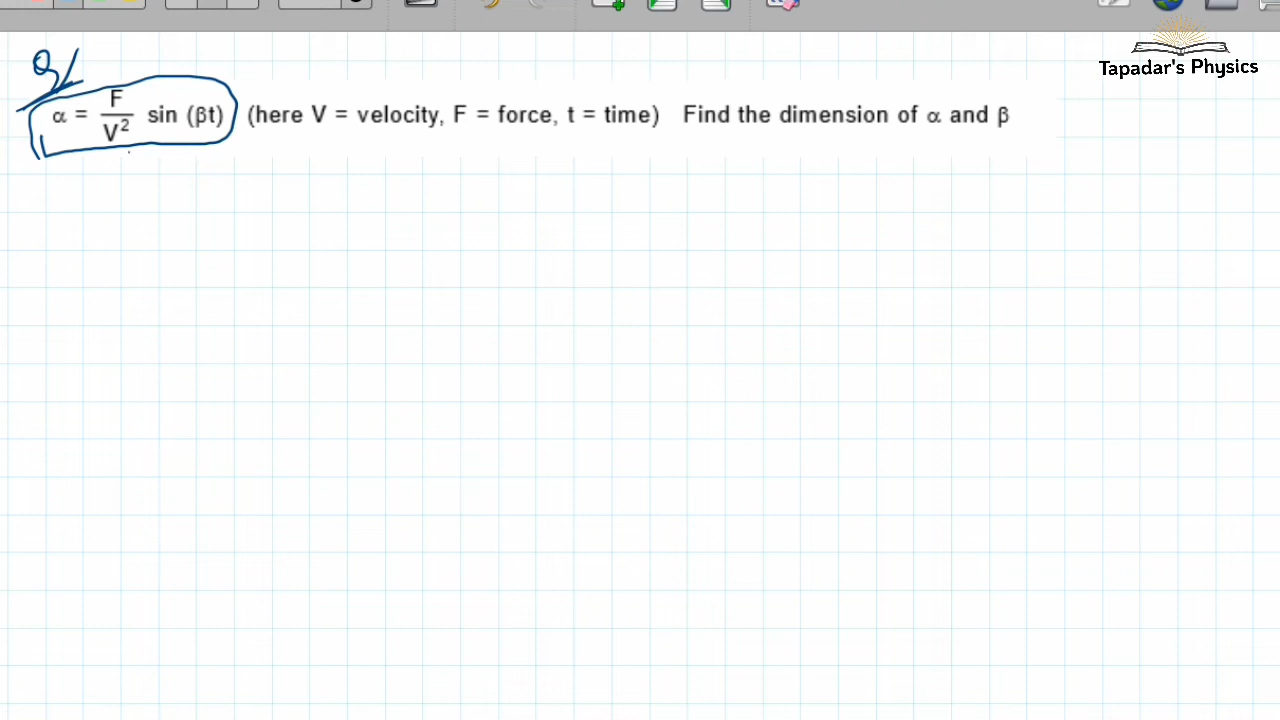 Tapadar's Physics
Q/
α = F/V² sin (βt) (here V = velocity, F = force, t = time) Find the dimension of α and β